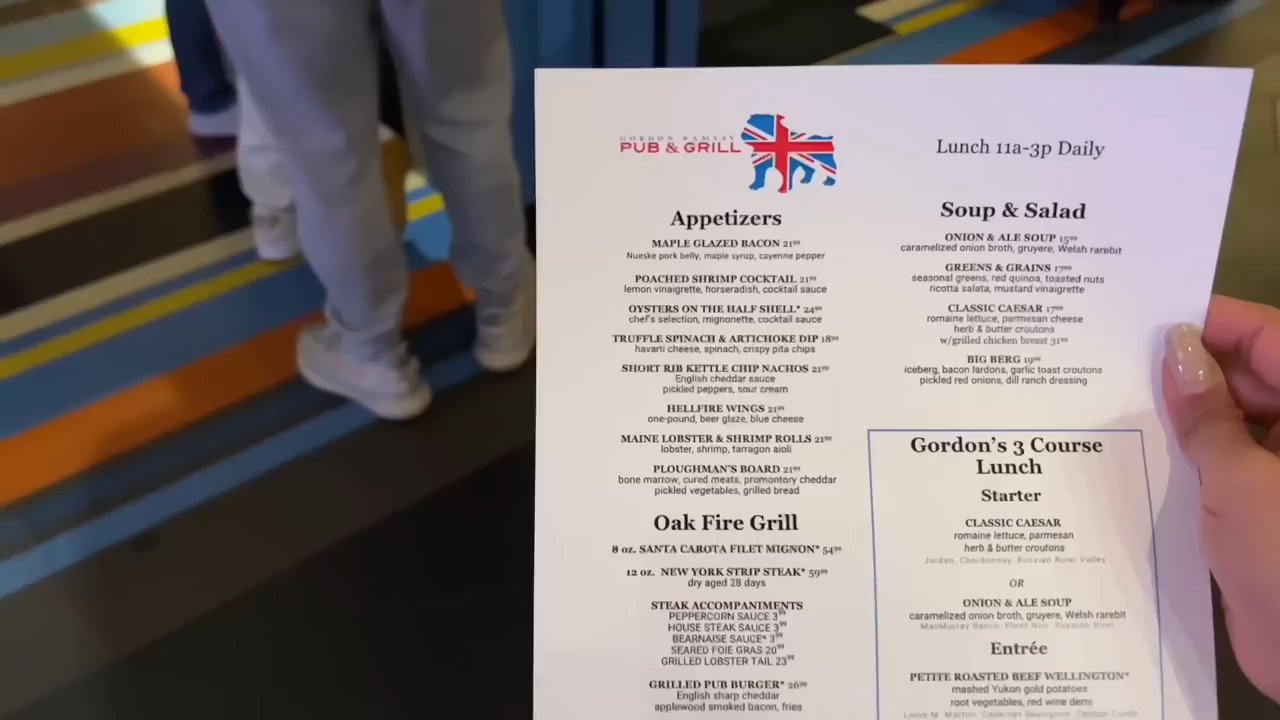 GORDON RAMSAY
PUB & GRILL
Lunch 11a-3p Daily
Appetizers
MAPLE GLAZED BACON 21⁹⁹
Nueske pork belly, maple syrup, cayenne pepper
POACHED SHRIMP COCKTAIL 21⁹⁹
lemon vinaigrette, horseradish, cocktail sauce
OYSTERS ON THE HALF SHELL* 24⁹⁹
chef's selection, mignonette, cocktail sauce
TRUFFLE SPINACH & ARTICHOKE DIP 18⁹⁹
havarti cheese, spinach, crispy pita chips
SHORT RIB KETTLE CHIP NACHOS 21⁹⁹
English cheddar sauce
pickled peppers, sour cream
HELLFIRE WINGS 21⁹⁹
one-pound, beer glaze, blue cheese
MAINE LOBSTER & SHRIMP ROLLS 21⁹⁹
lobster, shrimp, tarragon aioli
PLOUGHMAN'S BOARD 21⁹⁹
bone marrow, cured meats, promontory cheddar
pickled vegetables, grilled bread
Oak Fire Grill
8 oz. SANTA CAROTA FILET MIGNON* 54⁹⁹
12 oz. NEW YORK STRIP STEAK* 59⁹⁹
dry aged 28 days
STEAK ACCOMPANIMENTS
PEPPERCORN SAUCE 3⁹⁹
HOUSE STEAK SAUCE 3⁹⁹
BEARNAISE SAUCE* 3⁹⁹
SEARED FOIE GRAS 20⁹⁹
GRILLED LOBSTER TAIL 23⁹⁹
GRILLED PUB BURGER* 26⁹⁹
English sharp cheddar
applewood smoked bacon, fries
Soup & Salad
ONION & ALE SOUP 15⁹⁹
caramelized onion broth, gruyere, Welsh rarebit
GREENS & GRAINS 17⁹⁹
seasonal greens, red quinoa, toasted nuts
ricotta salata, mustard vinaigrette
CLASSIC CAESAR 17⁹⁹
romaine lettuce, parmesan cheese
herb & butter croutons
w/grilled chicken breast 31⁹⁹
BIG BERG 19⁹⁹
iceberg, bacon lardons, garlic toast croutons
pickled red onions, dill ranch dressing
Gordon's 3 Course
Lunch
Starter
CLASSIC CAESAR
romaine lettuce, parmesan
herb & butter croutons
Jordan, Chardonnay, Russian River Valley
OR
ONION & ALE SOUP
caramelized onion broth, gruyere, Welsh rarebit
MacMurray Ranch, Pinot Noir, Russian River
Entrée
PETITE ROASTED BEEF WELLINGTON*
mashed Yukon gold potatoes
root vegetables, red wine demi